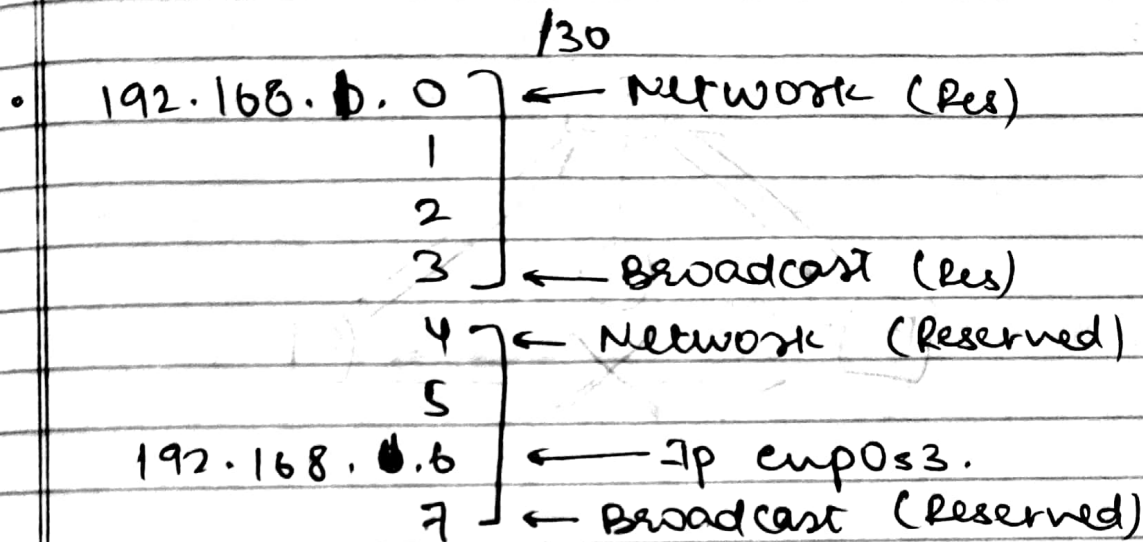 /30
• 192.168. .0 ← Network (Res)
1
2
3 ← Broadcast (Res)
4 ← Network (Reserved)
5
192.168. .6 ← Ip enp0s3.
7 ← Broadcast (Reserved)